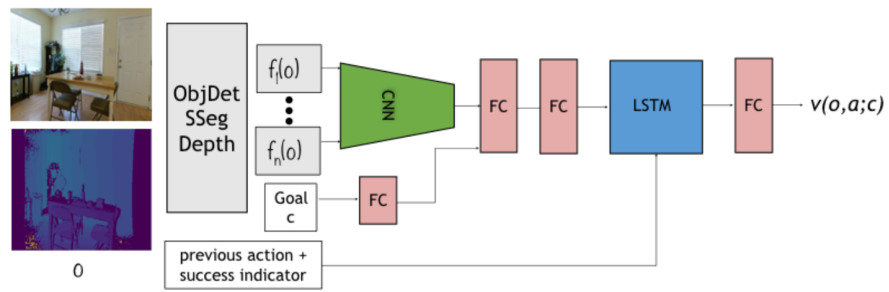 ObjDet
SSeg
Depth
f₁(o)
fₙ(o)
CNN
FC
FC
LSTM
FC
v(o,a;c)
Goal
c
FC
previous action +
success indicator
o